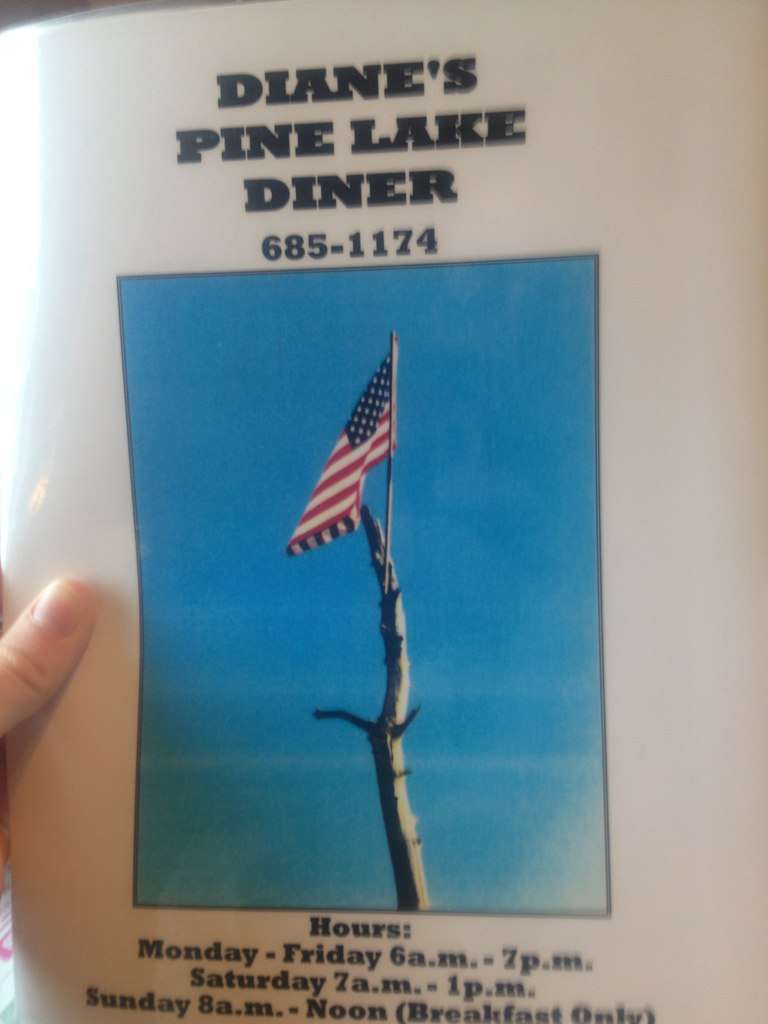 DIANE'S
PINE LAKE
DINER
685-1174
Hours:
Monday - Friday 6a.m. - 7p.m.
Saturday 7a.m. - 1p.m.
Sunday 8a.m. - Noon (Breakfast Only)